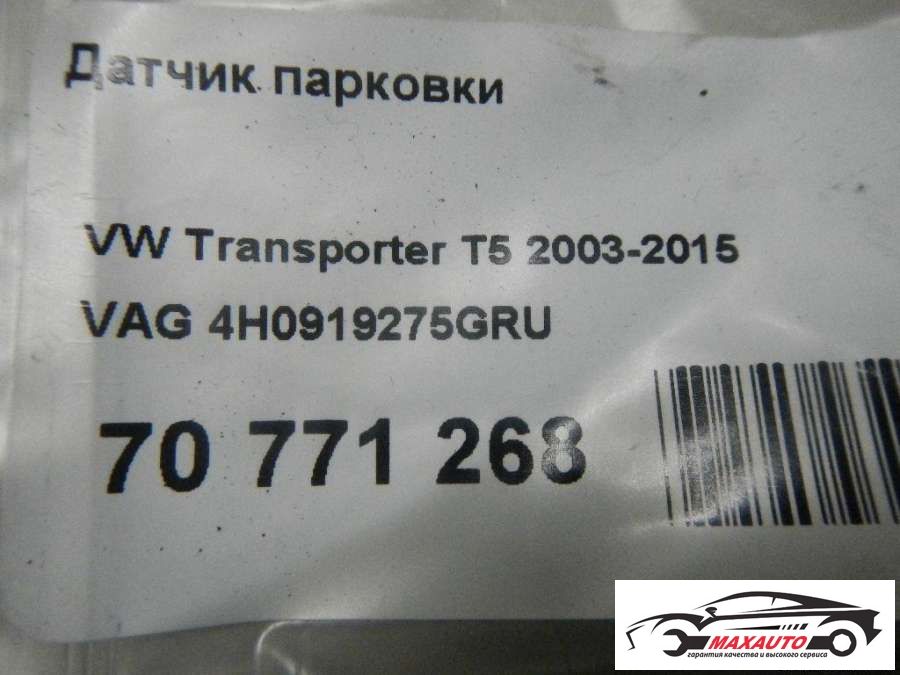 Датчик парковки
VW Transporter T5 2003-2015
VAG 4H0919275GRU
70 771 268
MAXAUTO
гарантия качества и высокого сервиса